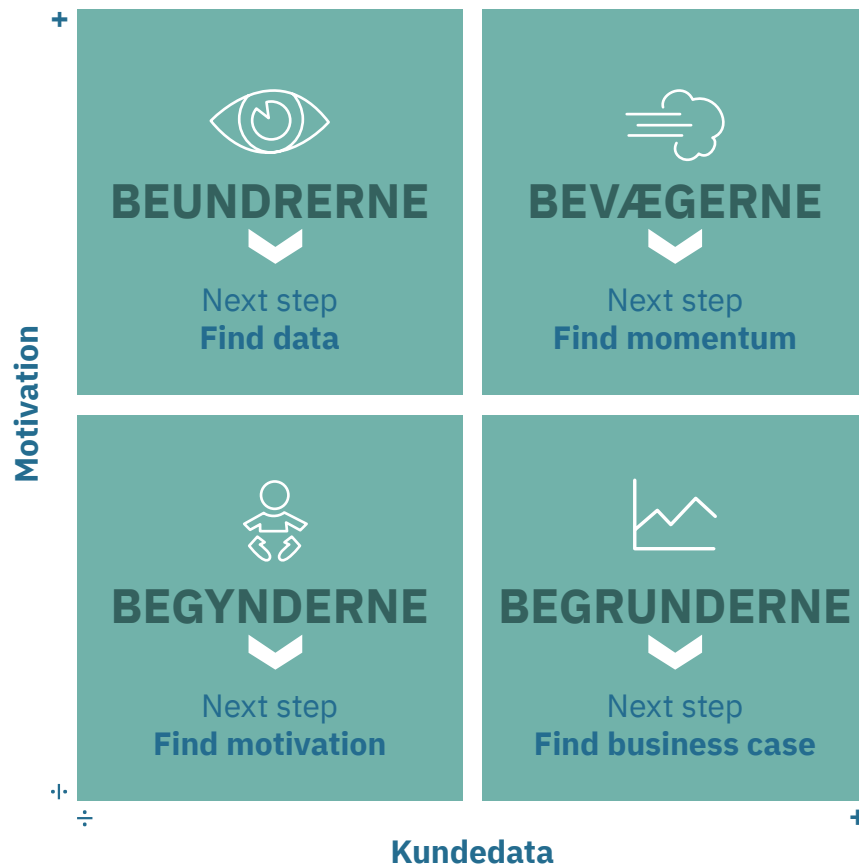 +
BEUNDRERNE
Next step
Find data
BEVÆGERNE
Next step
Find momentum
Motivation
BEGYNDERNE
Next step
Find motivation
BEGRUNDERNE
Next step
Find business case
÷
÷
+
Kundedata